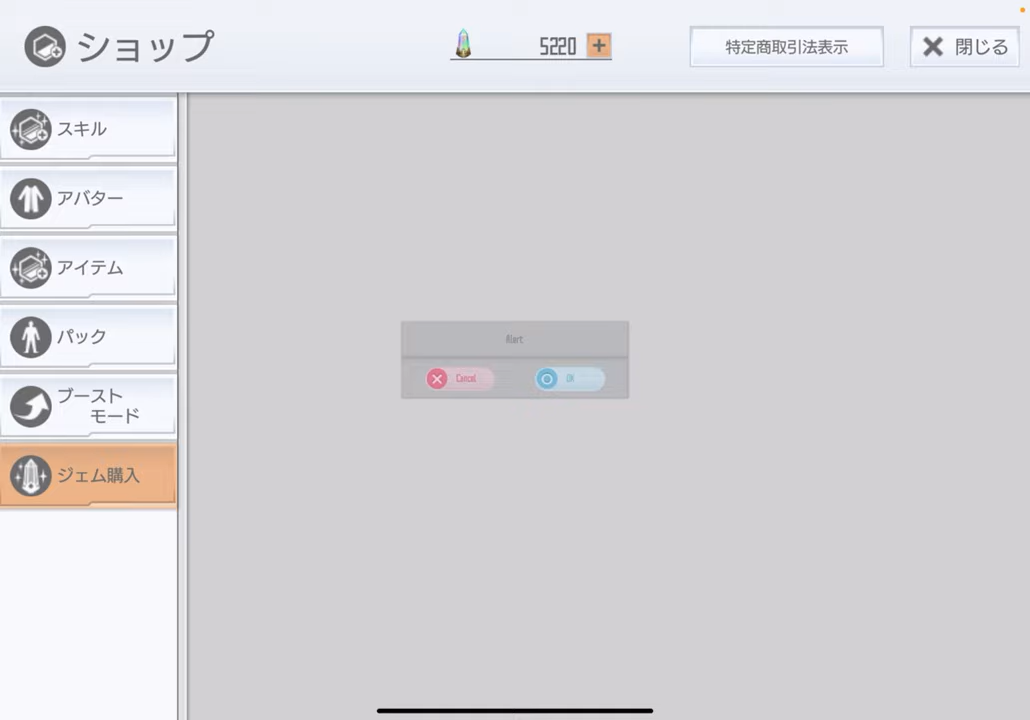 ショップ
5220
特定商取引法表示
閉じる
スキル
アバター
アイテム
パック
ブースト
モード
ジェム購入
Alert
Cancel
OK